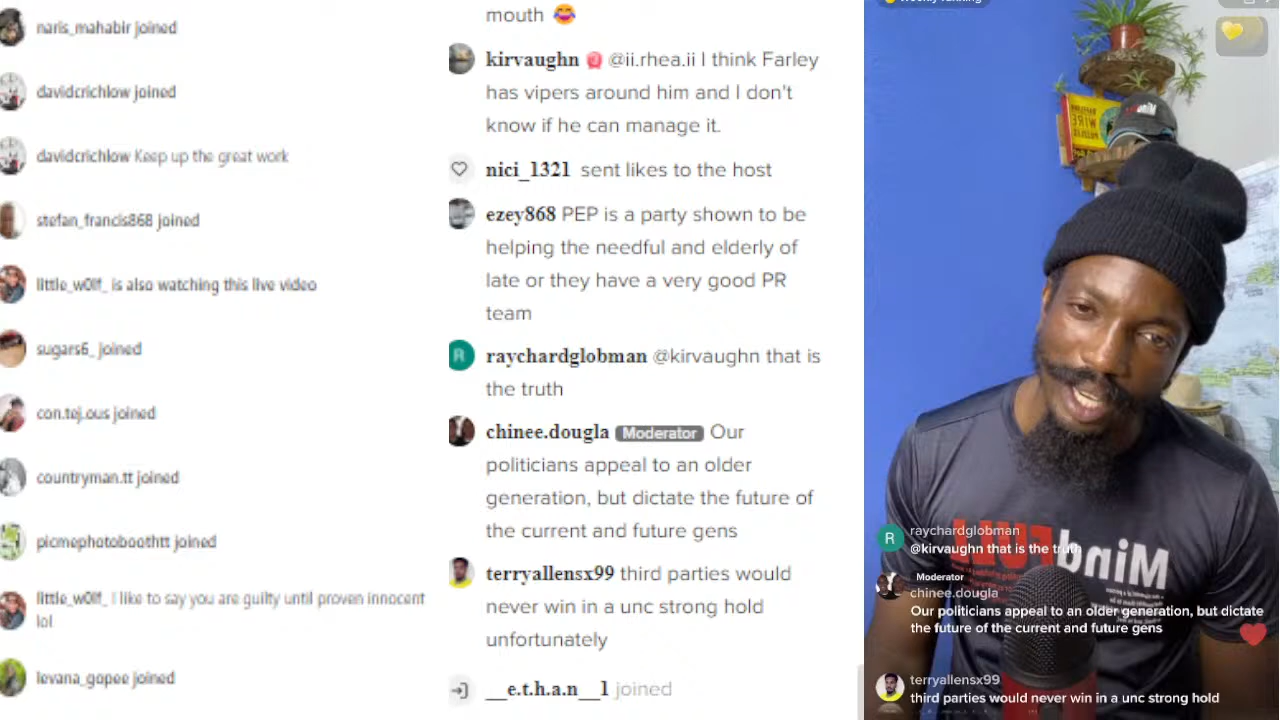 naris_mahabir joined
davidcrichlow joined
davidcrichlow Keep up the great work
stefan_francis868 joined
little_w0lf_ is also watching this live video
sugars6_ joined
con.tej.ous joined
countryman.tt joined
picmephotoboothtt joined
little_w0lf_ I like to say you are guilty until proven innocent
lol
levana_gopee joined
mouth 😂
kirvaughn @ii.rhea.ii I think Farley
has vipers around him and I don't
know if he can manage it.
nici_1321 sent likes to the host
ezey868 PEP is a party shown to be
helping the needful and elderly of
late or they have a very good PR
team
R raychardglobman @kirvaughn that is
the truth
chinee.dougla Moderator Our
politicians appeal to an older
generation, but dictate the future of
the current and future gens
terryallensx99 third parties would
never win in a unc strong hold
unfortunately
__e.t.h.a.n__1 joined
WIRE
MindFUL
R raychardglobman
@kirvaughn that is the truth
Moderator
chinee.dougla
Our politicians appeal to an older generation, but dictate
the future of the current and future gens
terryallensx99
third parties would never win in a unc strong hold